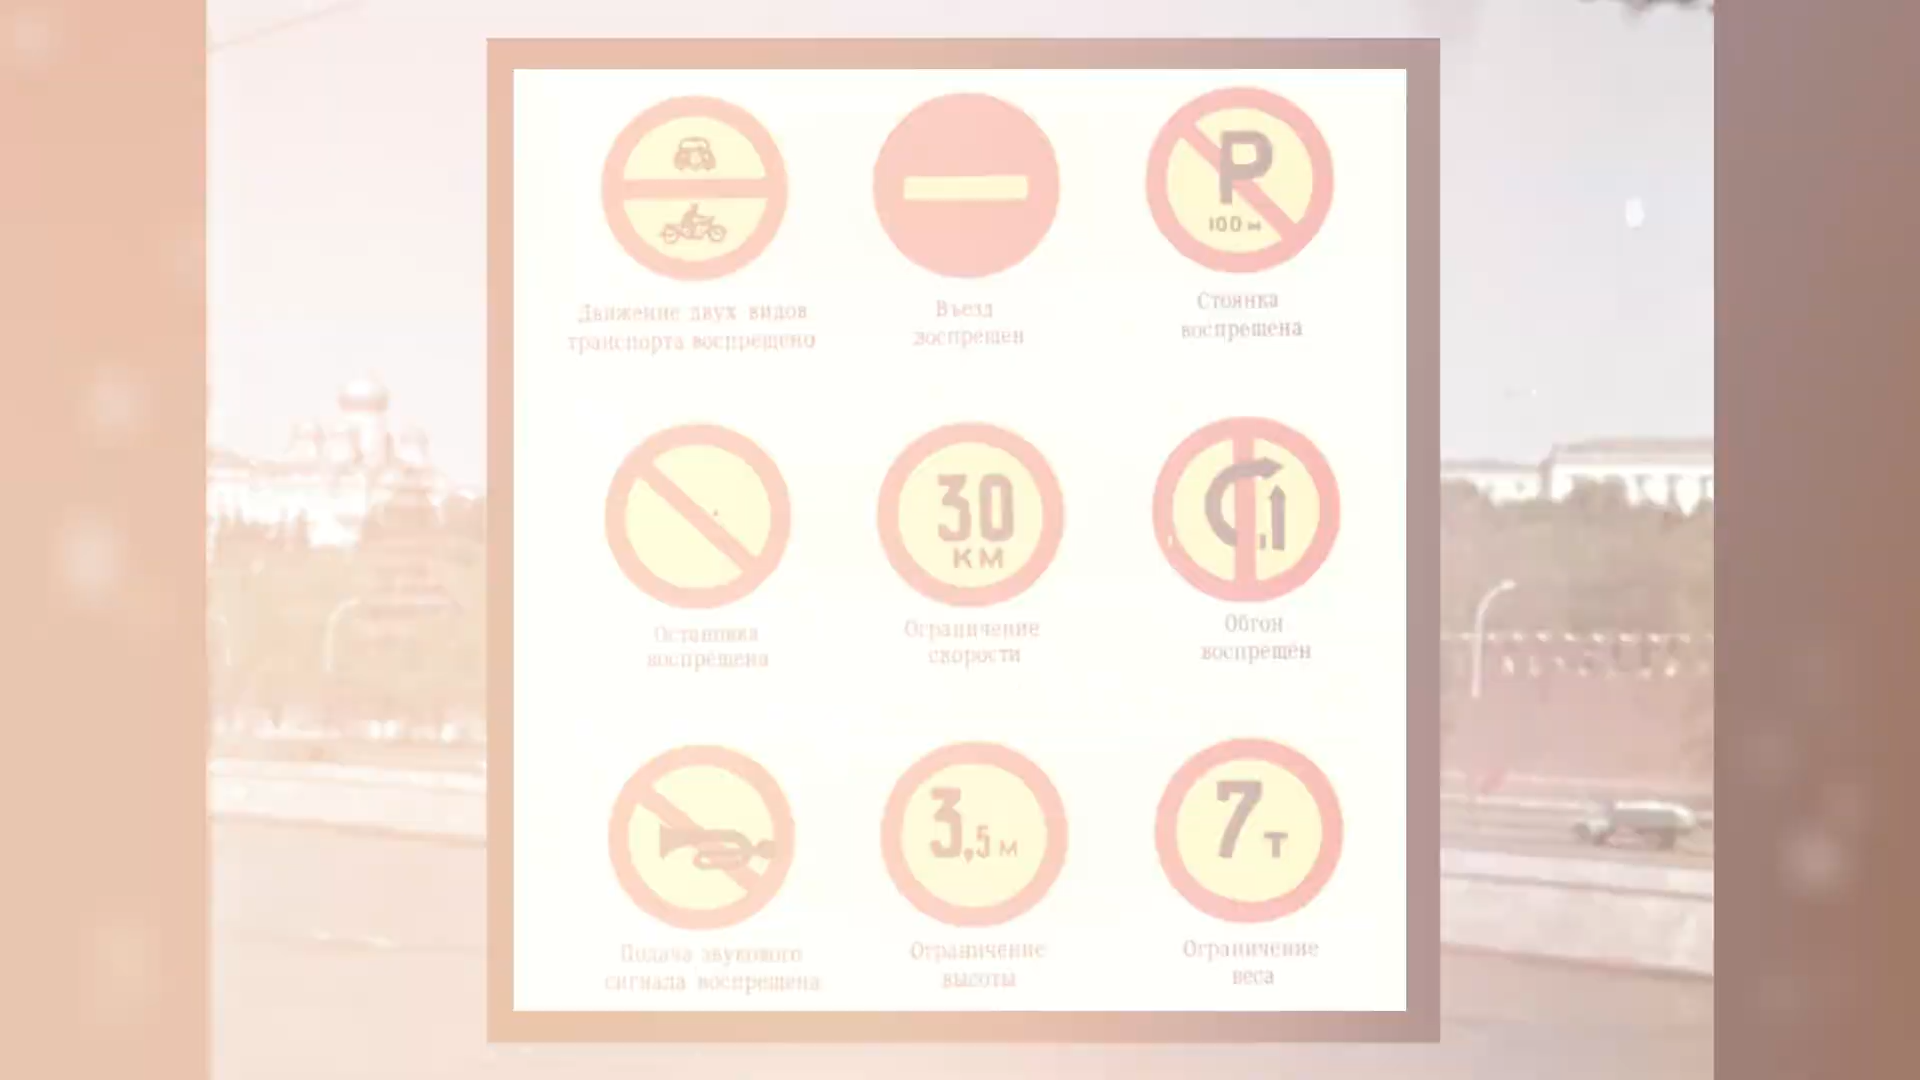 P
100 м
Движение двух видов
транспорта воспрещено
Въезд
воспрещен
Стоянка
воспрещена
30
КМ
Остановка
воспрещена
Ограничение
скорости
Обгон
воспрещён
3,5 м
7 т
Подача звукового
сигнала воспрещена
Ограничение
высоты
Ограничение
веса